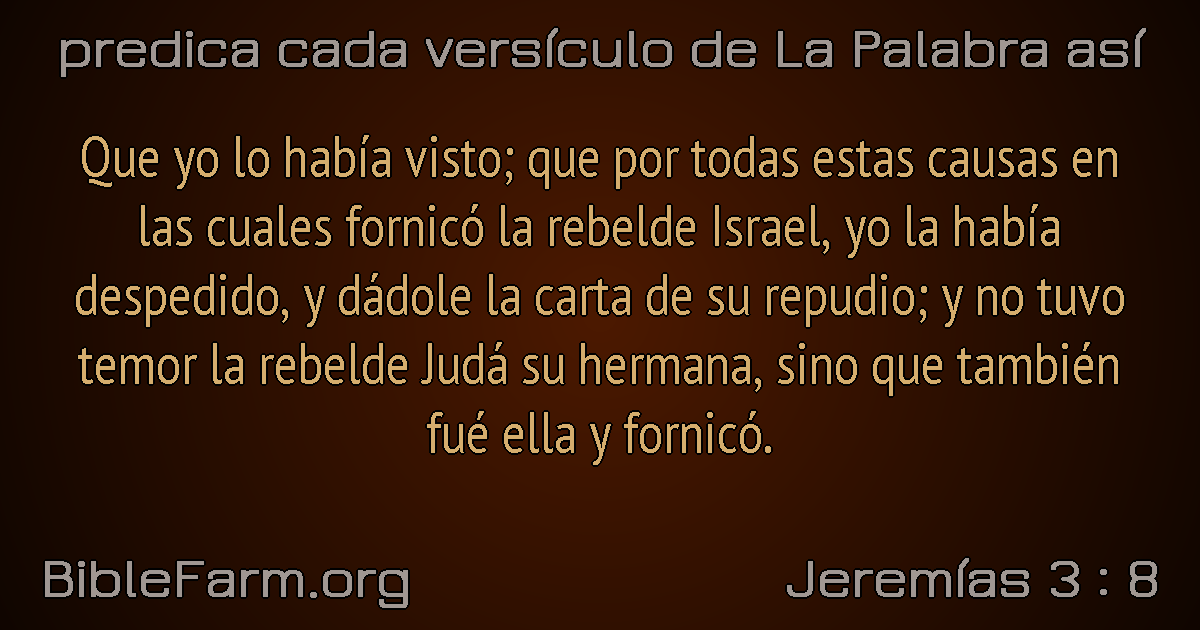 predica cada versículo de La Palabra así
Que yo lo había visto; que por todas estas causas en
las cuales fornicó la rebelde Israel, yo la había
despedido, y dádole la carta de su repudio; y no tuvo
temor la rebelde Judá su hermana, sino que también
fué ella y fornicó.
BibleFarm.org
Jeremías 3 : 8